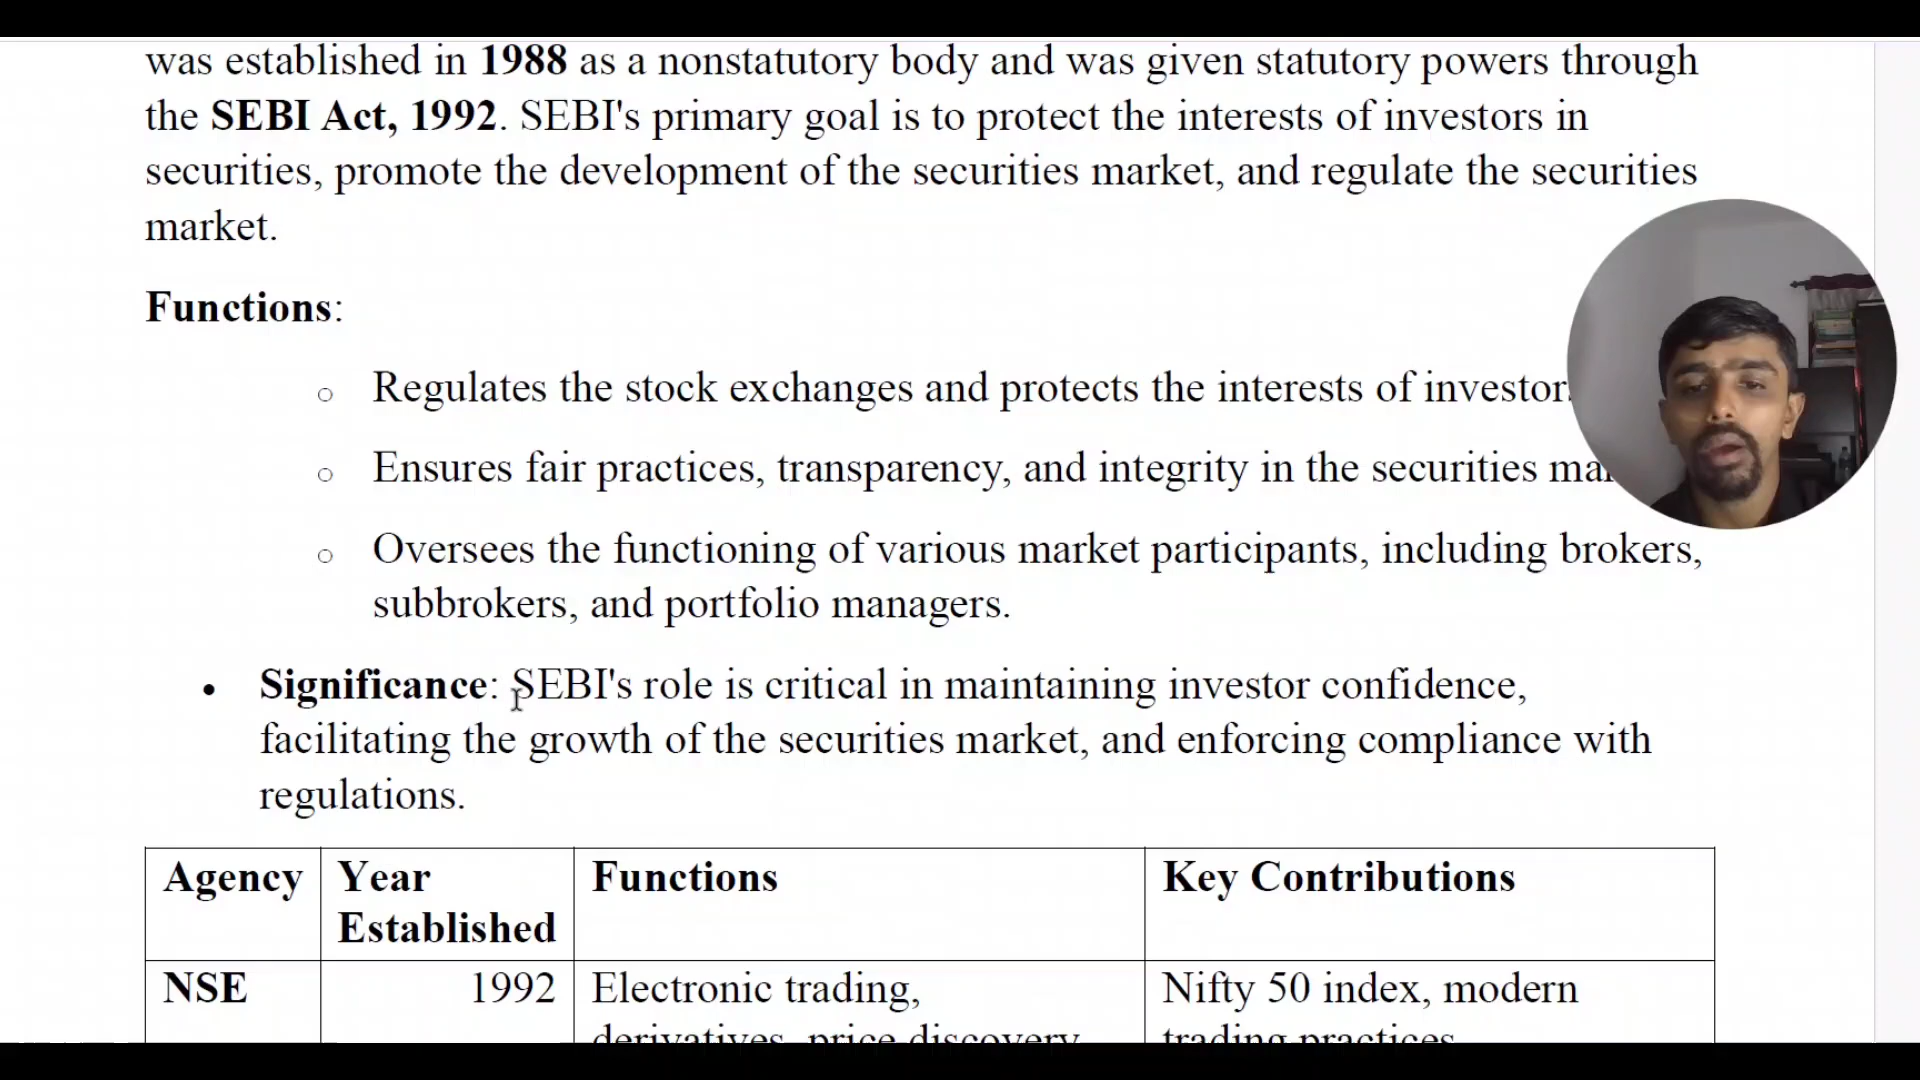 was established in 1988 as a nonstatutory body and was given statutory powers through
the SEBI Act, 1992. SEBI's primary goal is to protect the interests of investors in
securities, promote the development of the securities market, and regulate the securities
market.
Functions:
Regulates the stock exchanges and protects the interests of
Ensures fair practices, transparency, and integrity in the securities
Oversees the functioning of various market participants, including brokers,
subbrokers, and portfolio managers.
Significance: SEBI's role is critical in maintaining investor confidence,
facilitating the growth of the securities market, and enforcing compliance with
regulations.
Agency Year Functions Key Contributions
Established
NSE 1992 Electronic trading, Nifty 50 index, modern
derivatives, price discovery trading practices